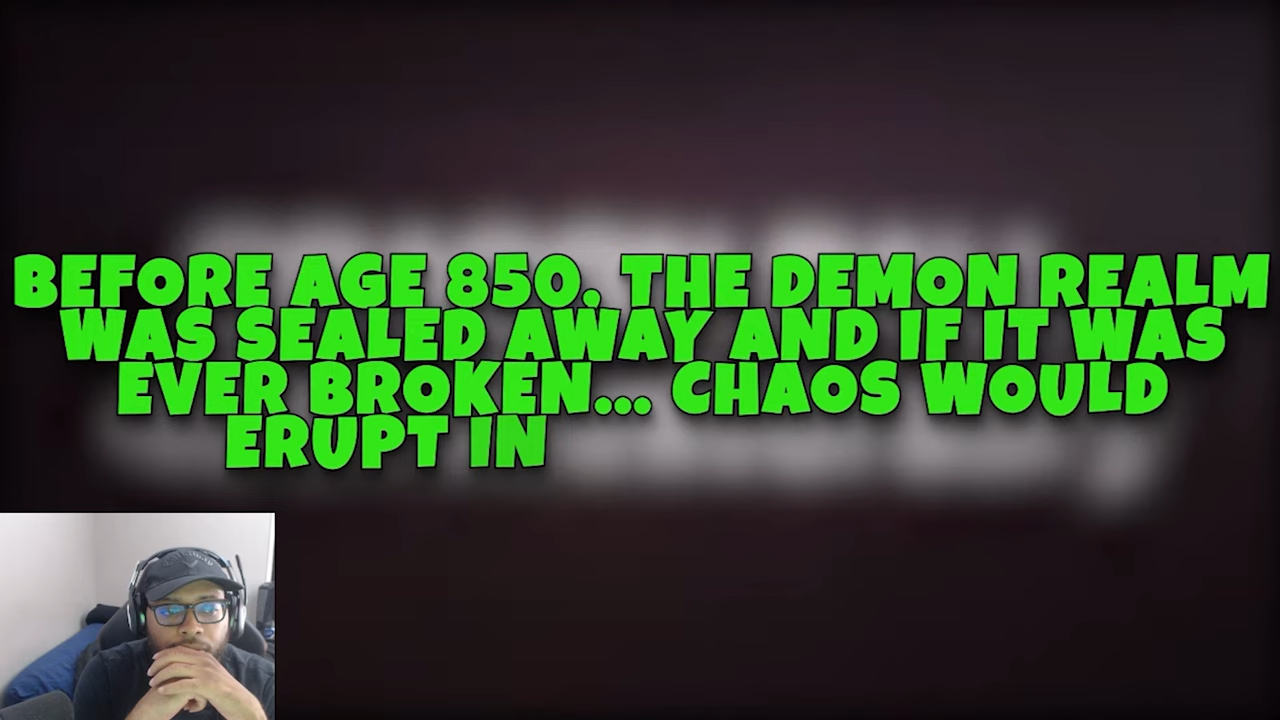 BEFORE AGE 850, THE DEMON REALM
WAS SEALED AWAY AND IF IT WAS
EVER BROKEN... CHAOS WOULD
ERUPT IN